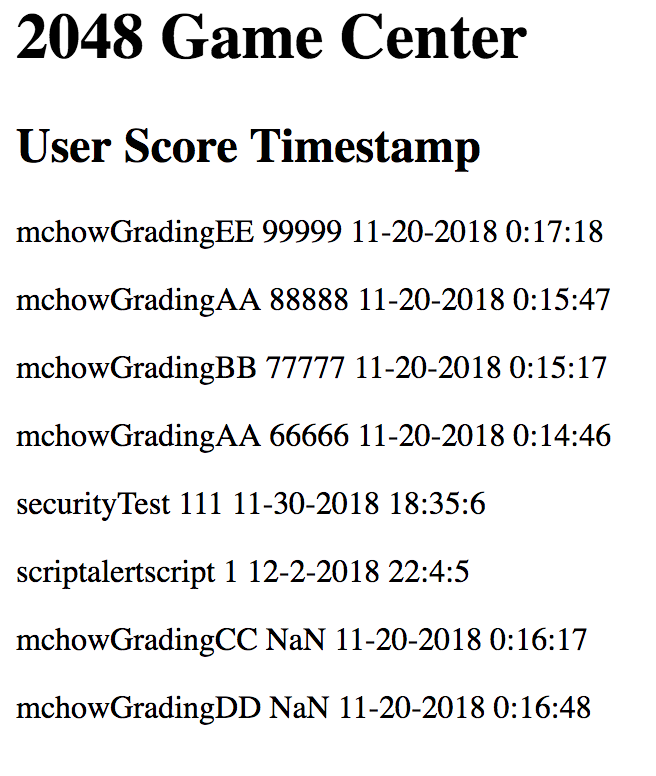 2048 Game Center
User Score Timestamp
mchowGradingEE 99999 11-20-2018 0:17:18
mchowGradingAA 88888 11-20-2018 0:15:47
mchowGradingBB 77777 11-20-2018 0:15:17
mchowGradingAA 66666 11-20-2018 0:14:46
securityTest 111 11-30-2018 18:35:6
scriptalertscript 1 12-2-2018 22:4:5
mchowGradingCC NaN 11-20-2018 0:16:17
mchowGradingDD NaN 11-20-2018 0:16:48